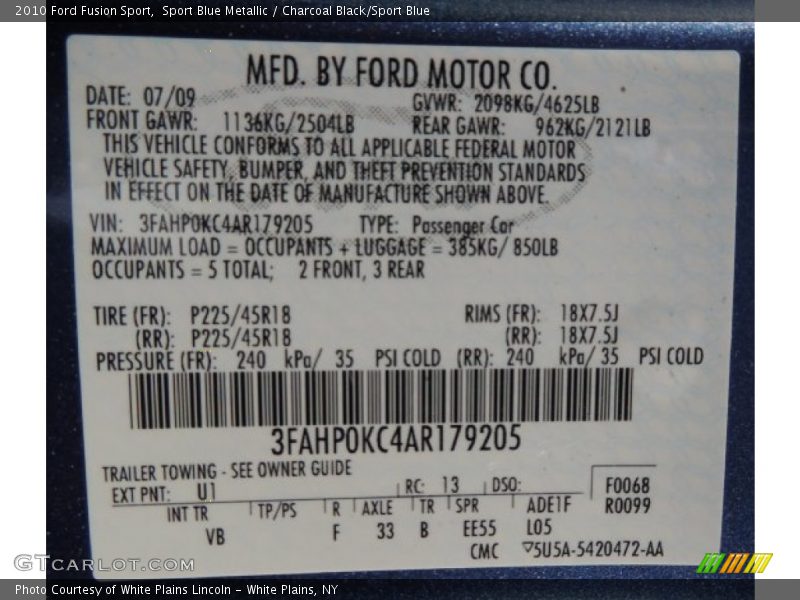 2010 Ford Fusion Sport,  Sport Blue Metallic / Charcoal Black/Sport Blue
MFD. BY FORD MOTOR CO.
DATE: 07/09 GVWR: 2098KG/4625LB
FRONT GAWR: 1136KG/2504LB REAR GAWR: 962KG/2121LB
THIS VEHICLE CONFORMS TO ALL APPLICABLE FEDERAL MOTOR
VEHICLE SAFETY, BUMPER, AND THEFT PREVENTION STANDARDS
IN EFFECT ON THE DATE OF MANUFACTURE SHOWN ABOVE.
VIN: 3FAHP0KC4AR179205 TYPE: Passenger Car
MAXIMUM LOAD = OCCUPANTS + LUGGAGE = 385KG/ 850LB
OCCUPANTS = 5 TOTAL; 2 FRONT, 3 REAR
TIRE (FR): P225/45R18 RIMS (FR): 18X7.5J
(RR): P225/45R18 (RR): 18X7.5J
PRESSURE (FR): 240 kPa/ 35 PSI COLD (RR): 240 kPa/ 35 PSI COLD
3FAHP0KC4AR179205
TRAILER TOWING - SEE OWNER GUIDE
EXT PNT: U1 RC: 13 DSO: F0068
INT TR TP/PS R AXLE TR SPR ADE1F R0099
VB F 33 B EE55 L05
CMC ▽5U5A-5420472-AA
GTCARLOT.COM
Photo Courtesy of White Plains Lincoln - White Plains, NY